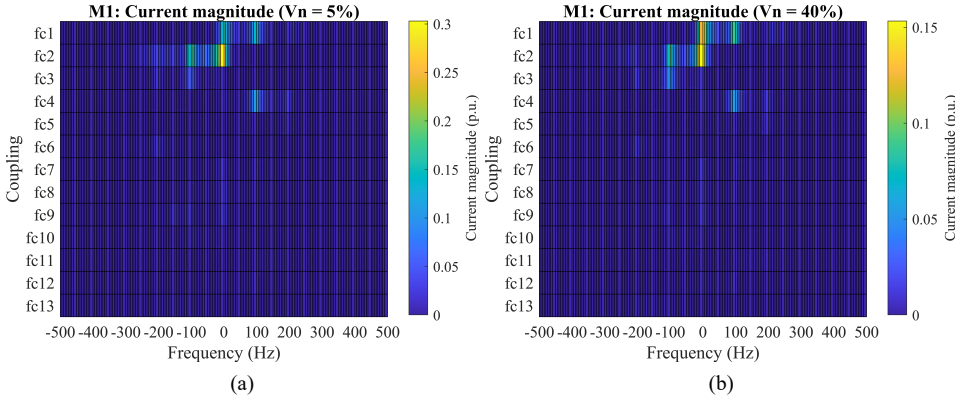 M1: Current magnitude (Vn = 5%)
fc1
fc2
fc3
fc4
fc5
fc6
fc7
fc8
fc9
fc10
fc11
fc12
fc13
Coupling
-500 -400 -300 -200 -100 0 100 200 300 400 500
Frequency (Hz)
0.3
0.25
0.2
0.15
0.1
0.05
0
Current magnitude (p.u.)
(a)
M1: Current magnitude (Vn = 40%)
fc1
fc2
fc3
fc4
fc5
fc6
fc7
fc8
fc9
fc10
fc11
fc12
fc13
Coupling
-500 -400 -300 -200 -100 0 100 200 300 400 500
Frequency (Hz)
0.15
0.1
0.05
0
Current magnitude (p.u.)
(b)